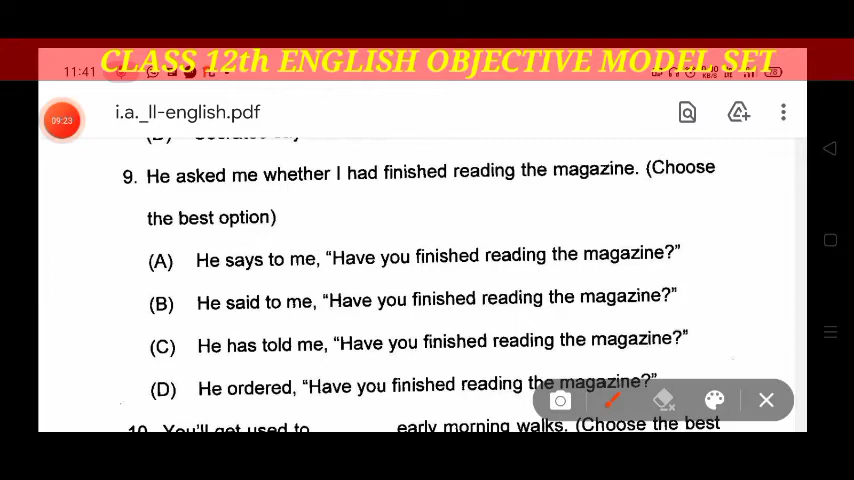 CLASS 12th ENGLISH OBJECTIVE MODEL SET
11:41
09:23
i.a._ll-english.pdf
9. He asked me whether I had finished reading the magazine. (Choose
the best option)
(A) He says to me, “Have you finished reading the magazine?”
(B) He said to me, “Have you finished reading the magazine?”
(C) He has told me, “Have you finished reading the magazine?”
(D) He ordered, “Have you finished reading the magazine?”
10. You'll get used to ______ early morning walks. (Choose the best